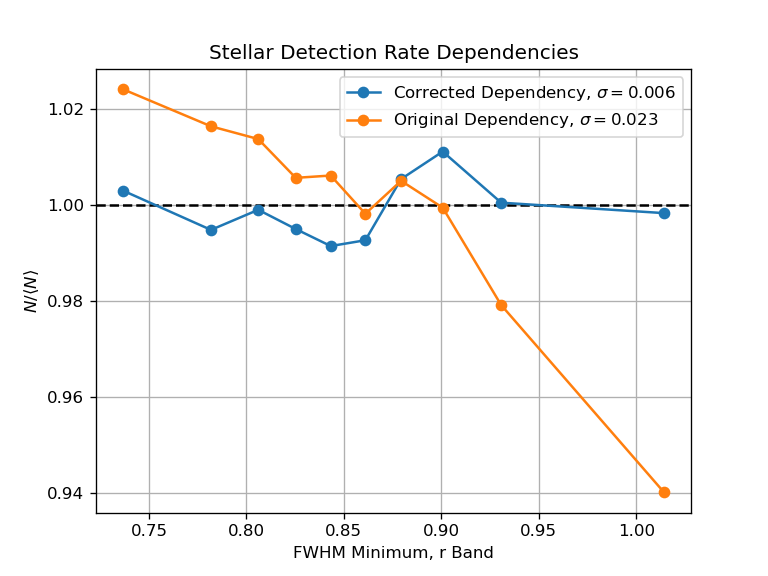 Stellar Detection Rate Dependencies
Corrected Dependency, σ = 0.006
Original Dependency, σ = 0.023
1.02
1.00
0.98
0.96
0.94
N/⟨N⟩
0.75 0.80 0.85 0.90 0.95 1.00
FWHM Minimum, r Band